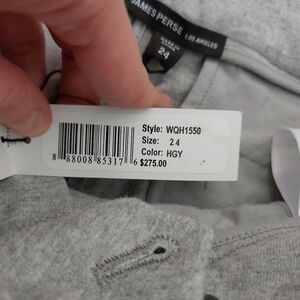 JAMES PERSE LOS ANGELES
24
Style: WQH1550
Size: 24
Color: HGY
$275.00
8 88008 85317 6